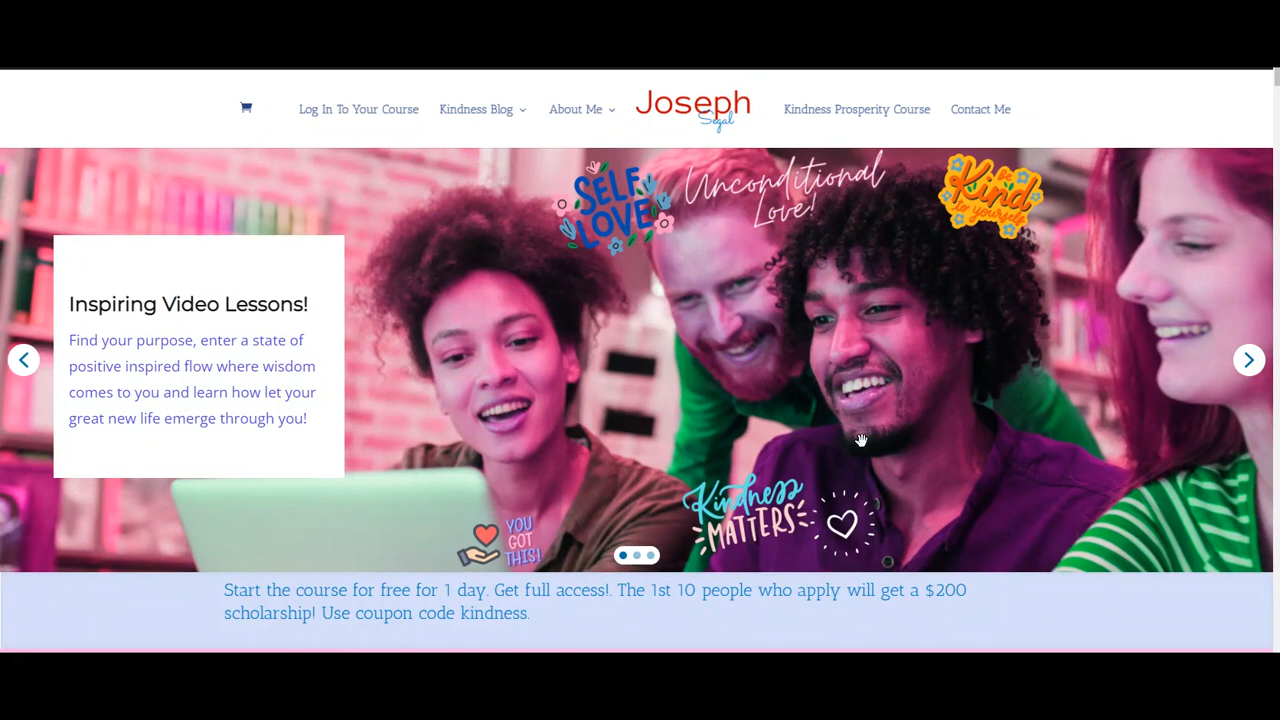 Log In To Your Course
Kindness Blog
About Me
Joseph
Segal
Kindness Prosperity Course
Contact Me
SELF
LOVE
Unconditional
Love!
Be
Kind
to yourself
Inspiring Video Lessons!
Find your purpose, enter a state of
positive inspired flow where wisdom
comes to you and learn how let your
great new life emerge through you!
YOU
GOT
THIS!
Kindness
MATTERS
Start the course for free for 1 day. Get full access!. The 1st 10 people who apply will get a $200
scholarship! Use coupon code kindness.